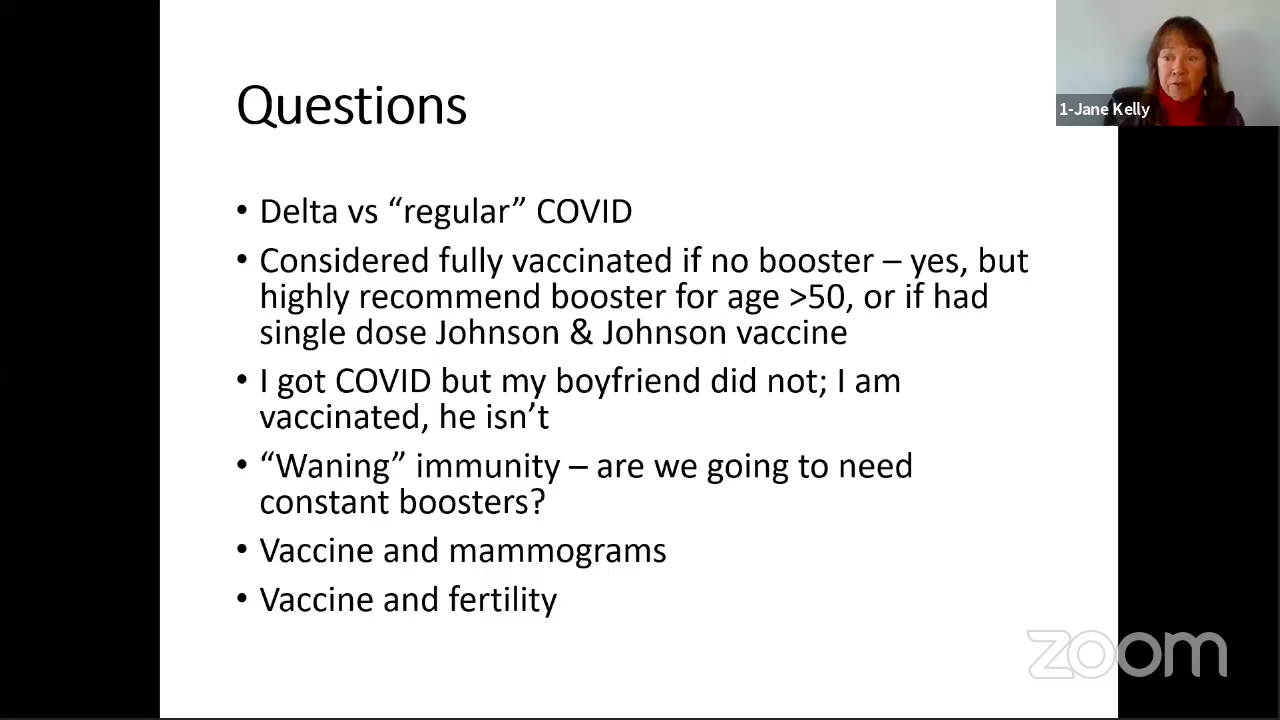 1-Jane Kelly
Questions
• Delta vs “regular” COVID
• Considered fully vaccinated if no booster – yes, but
highly recommend booster for age >50, or if had
single dose Johnson & Johnson vaccine
• I got COVID but my boyfriend did not; I am
vaccinated, he isn’t
• “Waning” immunity – are we going to need
constant boosters?
• Vaccine and mammograms
• Vaccine and fertility
zoom